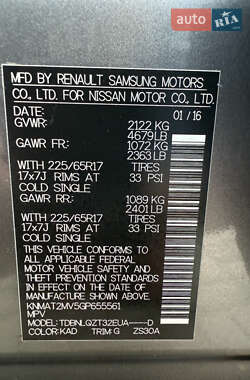 AUTO
RIA
MFD BY RENAULT SAMSUNG MOTORS
CO. LTD. FOR NISSAN MOTOR CO., LTD.
DATE: 01/16
GVWR: 2122 KG
4679 LB
GAWR FR: 1072 KG
2363 LB
WITH 225/65R17 TIRES
17x7J RIMS AT 33 PSI
COLD SINGLE
GAWR RR: 1089 KG
2401 LB
WITH 225/65R17 TIRES
17x7J RIMS AT 33 PSI
COLD SINGLE
THIS VEHICLE CONFORMS TO
ALL APPLICABLE FEDERAL
MOTOR VEHICLE SAFETY AND
THEFT PREVENTION
STANDARDS IN EFFECT ON THE
DATE OF MANUFACTURE
SHOWN ABOVE.
KNMAT2MV5GP655561
MPV
MODEL: TDBNLQZT32EUA-----D
COLOR: KAD TRIM: G ZS30A